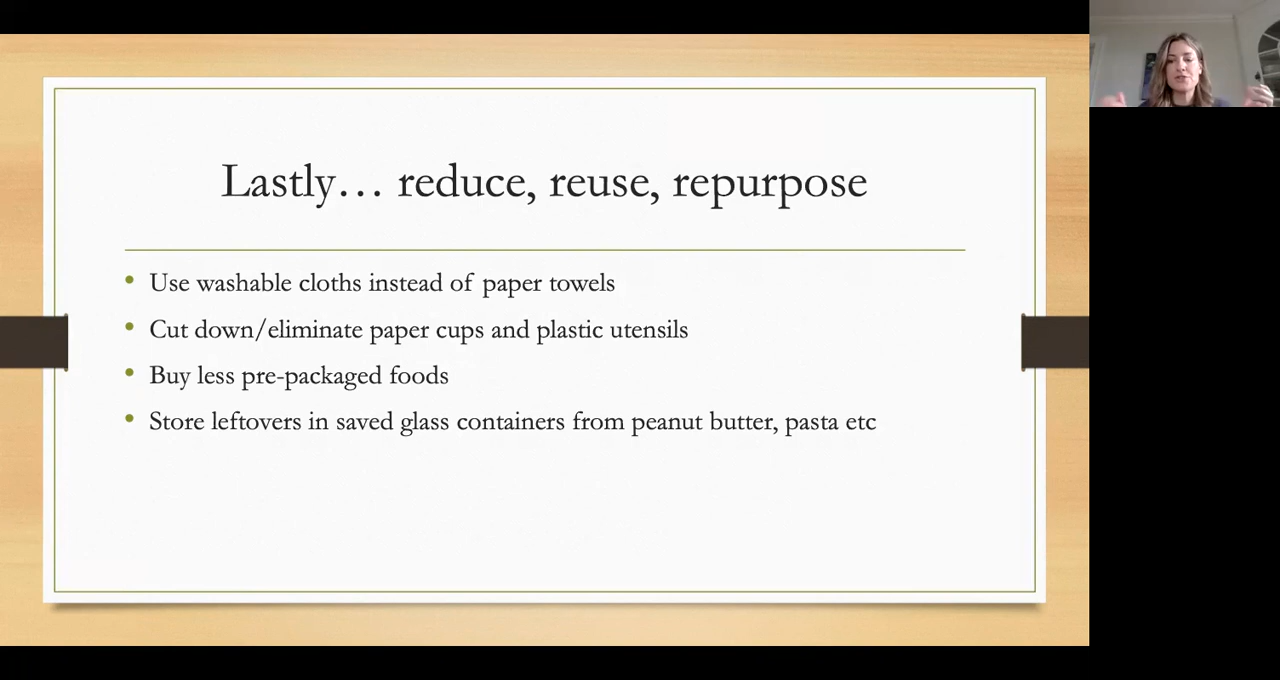 Lastly… reduce, reuse, repurpose
• Use washable cloths instead of paper towels
• Cut down/eliminate paper cups and plastic utensils
• Buy less pre-packaged foods
• Store leftovers in saved glass containers from peanut butter, pasta etc